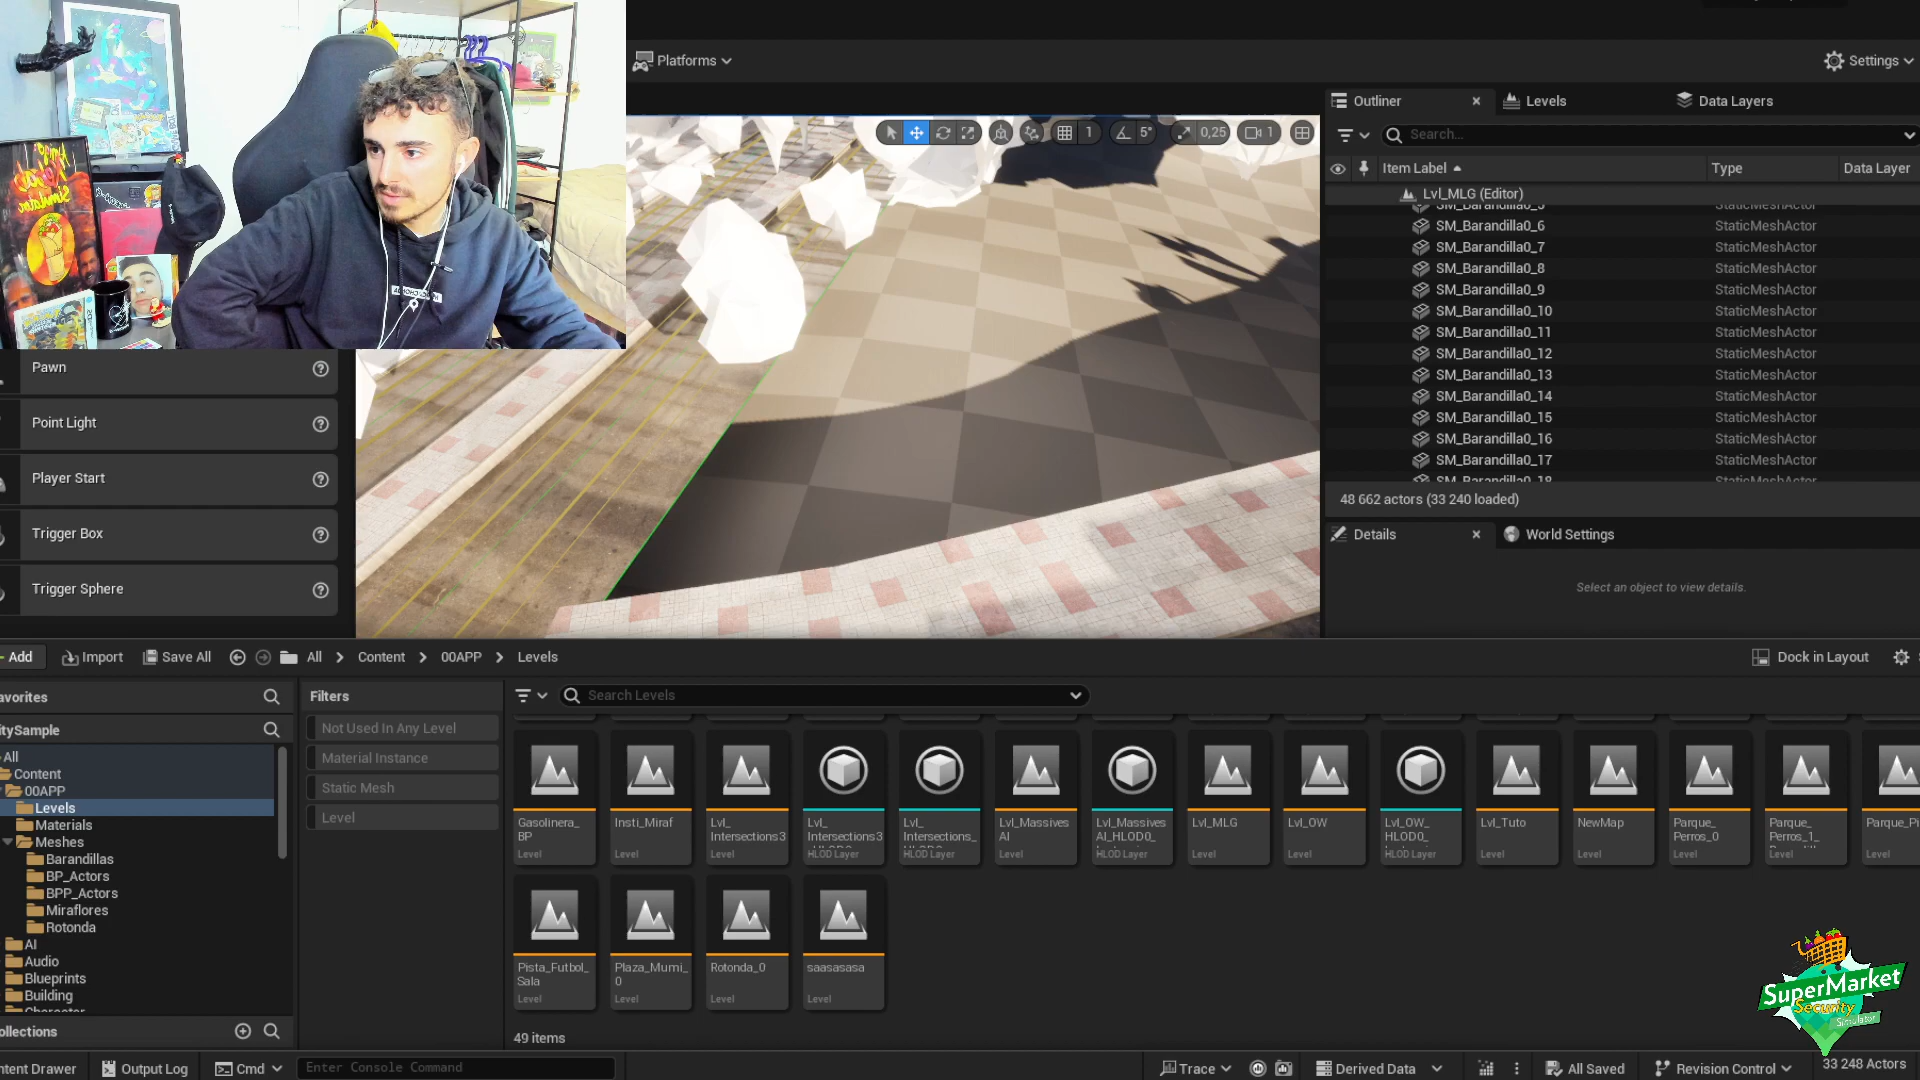 Platforms
Settings
1
5°
0,25
1
Outliner
Levels
Data Layers
Search...
Item Label
Type
Data Layer
Lvl_MLG (Editor)
SM_Barandilla0_6 StaticMeshActor
SM_Barandilla0_7 StaticMeshActor
SM_Barandilla0_8 StaticMeshActor
SM_Barandilla0_9 StaticMeshActor
SM_Barandilla0_10 StaticMeshActor
SM_Barandilla0_11 StaticMeshActor
SM_Barandilla0_12 StaticMeshActor
SM_Barandilla0_13 StaticMeshActor
SM_Barandilla0_14 StaticMeshActor
SM_Barandilla0_15 StaticMeshActor
SM_Barandilla0_16 StaticMeshActor
SM_Barandilla0_17 StaticMeshActor
48 662 actors (33 240 loaded)
Details
World Settings
Select an object to view details.
Pawn
Point Light
Player Start
Trigger Box
Trigger Sphere
Add
Import
Save All
All > Content > 00APP > Levels
Dock in Layout
avorites
itySample
All
Content
00APP
Levels
Materials
Meshes
Barandillas
BP_Actors
BPP_Actors
Miraflores
Rotonda
AI
Audio
Blueprints
Building
ollections
Filters
Not Used In Any Level
Material Instance
Static Mesh
Level
Search Levels
Gasolinera_
BP
Level
Insti_Miraf
Level
Lvl_
Intersections3
Level
Lvl_
Intersections3
HLOD Layer
Lvl_
Intersections_
HLOD Layer
Lvl_Massives
AI
Level
Lvl_Massives
AI_HLOD0_
HLOD Layer
Lvl_MLG
Level
Lvl_OW
Level
Lvl_OW_
HLOD0_
HLOD Layer
Lvl_Tuto
Level
NewMap
Level
Parque_
Perros_0
Level
Parque_
Perros_1_
Level
Parque_Pi
Level
Pista_Futbol_
Sala
Level
Plaza_Mumi_
0
Level
Rotonda_0
Level
saasasasa
Level
49 items
SuperMarket
Security
Simulator
ntent Drawer
Output Log
Cmd
Enter Console Command
Trace
Derived Data
All Saved
Revision Control
33 248 Actors